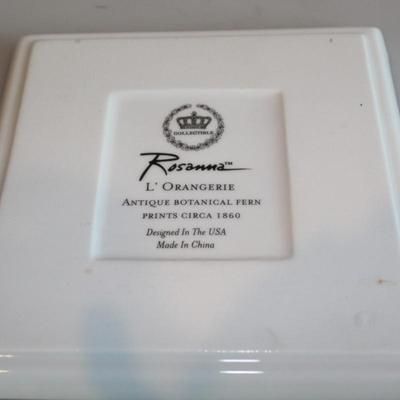 COLLECTIBLE
Rosanna™
L' ORANGERIE
ANTIQUE BOTANICAL FERN
PRINTS CIRCA 1860
Designed In The USA
Made In China